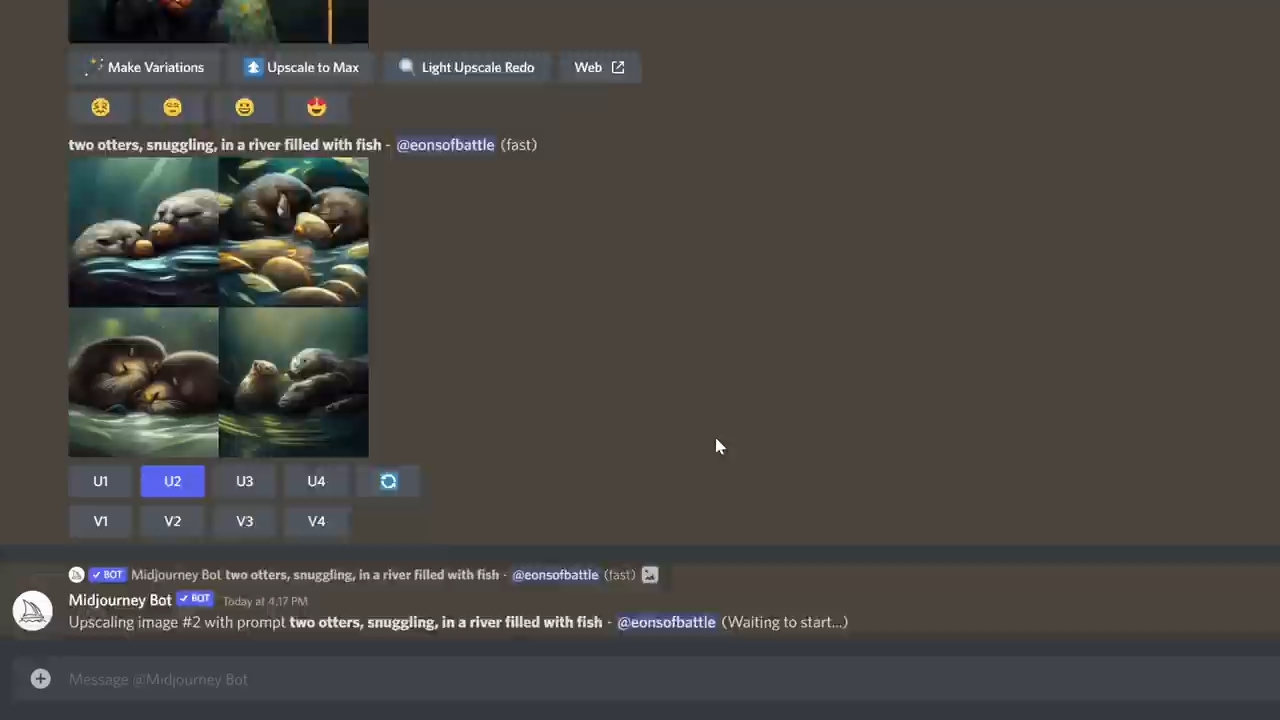 Make Variations Upscale to Max Light Upscale Redo Web
two otters, snuggling, in a river filled with fish - @eonsofbattle (fast)
U1 U2 U3 U4
V1 V2 V3 V4
BOT Midjourney Bot two otters, snuggling, in a river filled with fish - @eonsofbattle (fast)
Midjourney Bot BOT Today at 4:17 PM
Upscaling image #2 with prompt two otters, snuggling, in a river filled with fish - @eonsofbattle (Waiting to start...)
Message @Midjourney Bot